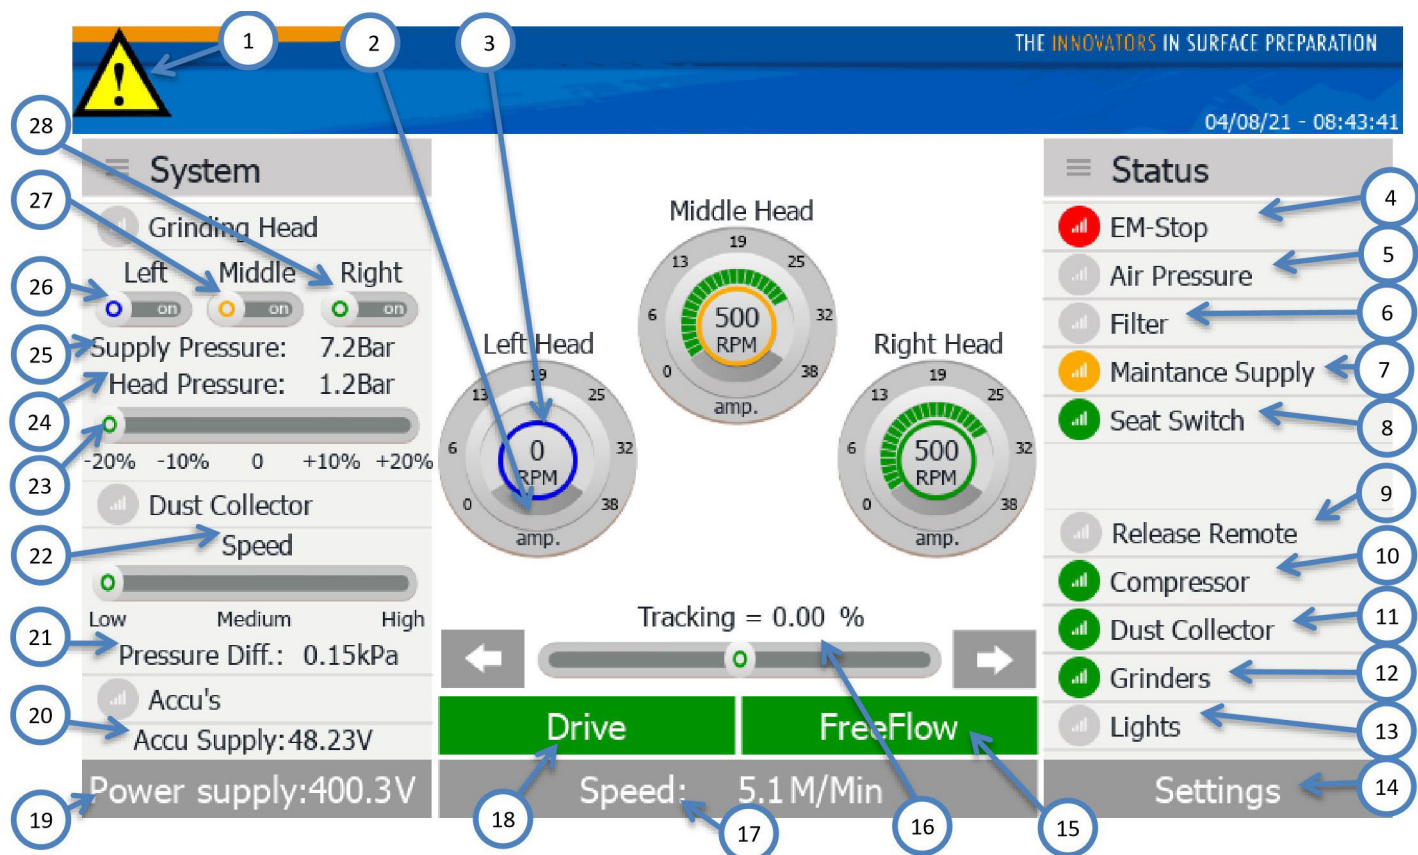 1
2
3
THE INNOVATORS IN SURFACE PREPARATION
04/08/21 - 08:43:41
28
System
27
Grinding Head
Left Middle Right
26
on on on
25
Supply Pressure: 7.2Bar
24
Head Pressure: 1.2Bar
23
-20% -10% 0 +10% +20%
Dust Collector
22
Speed
Low Medium High
21
Pressure Diff.: 0.15kPa
Accu's
20
Accu Supply:48.23V
19
Power supply:400.3V
Middle Head
0 6 13 19 25 32 38
500
RPM
amp.
Left Head
0 6 13 19 25 32 38
0
RPM
amp.
Right Head
0 6 13 19 25 32 38
500
RPM
amp.
Tracking = 0.00 %
Drive
FreeFlow
Speed: 5.1 M/Min
18
17
16
15
Status
4
EM-Stop
5
Air Pressure
6
Filter
7
Maintance Supply
8
Seat Switch
9
Release Remote
10
Compressor
11
Dust Collector
12
Grinders
13
Lights
14
Settings